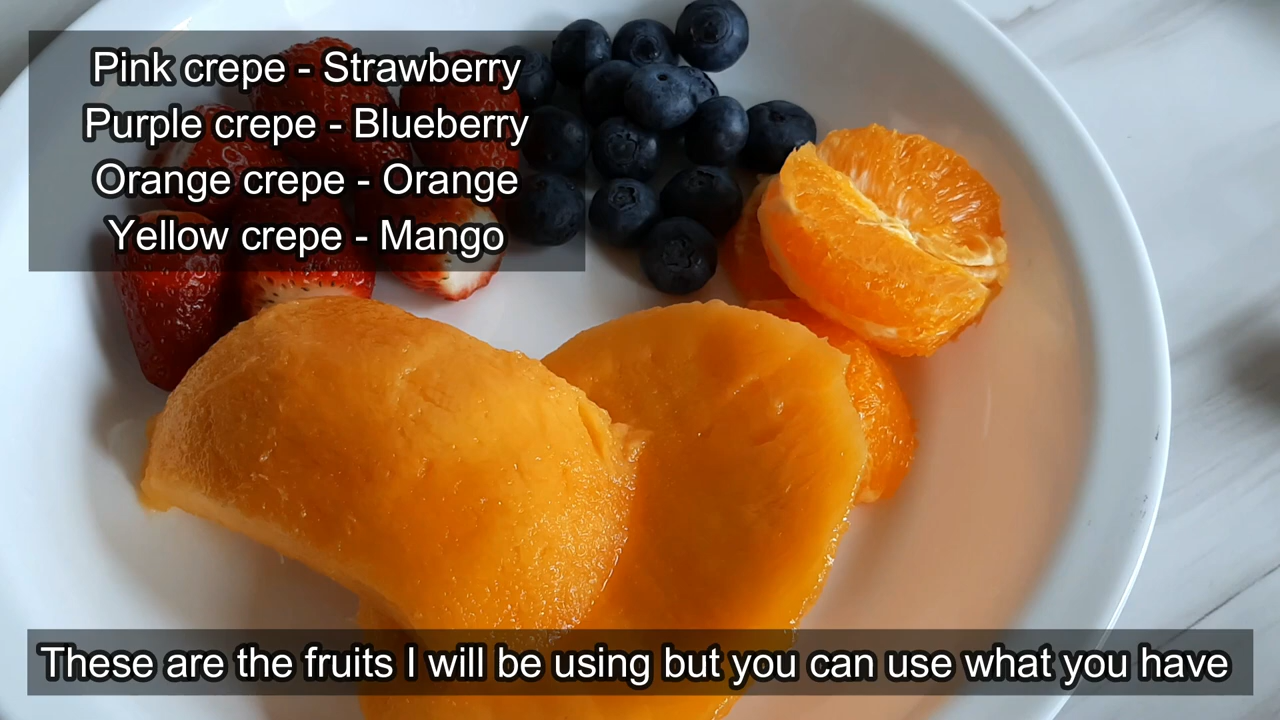 Pink crepe - Strawberry
Purple crepe - Blueberry
Orange crepe - Orange
Yellow crepe - Mango
These are the fruits I will be using but you can use what you have